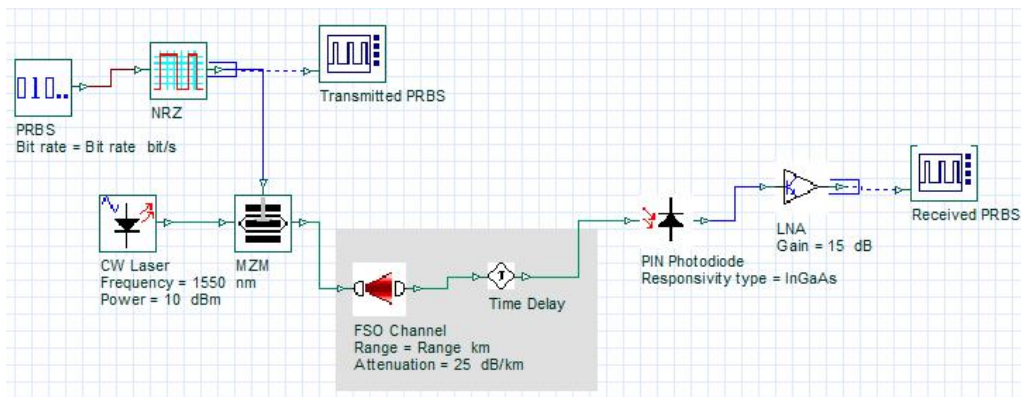 Transmitted PRBS
NRZ
PRBS
Bit rate = Bit rate bit/s
CW Laser
Frequency = 1550 nm
Power = 10 dBm
MZM
FSO Channel
Range = Range km
Attenuation = 25 dB/km
Time Delay
PIN Photodiode
Responsivity type = InGaAs
LNA
Gain = 15 dB
Received PRBS